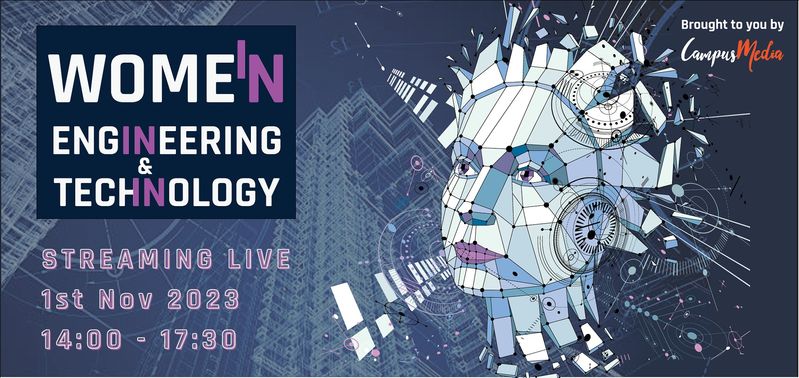 WOMEIN
ENGINEERING
&
TECHNOLOGY
STREAMING LIVE
1st Nov 2023
14:00 - 17:30
Brought to you by
CampusMedia